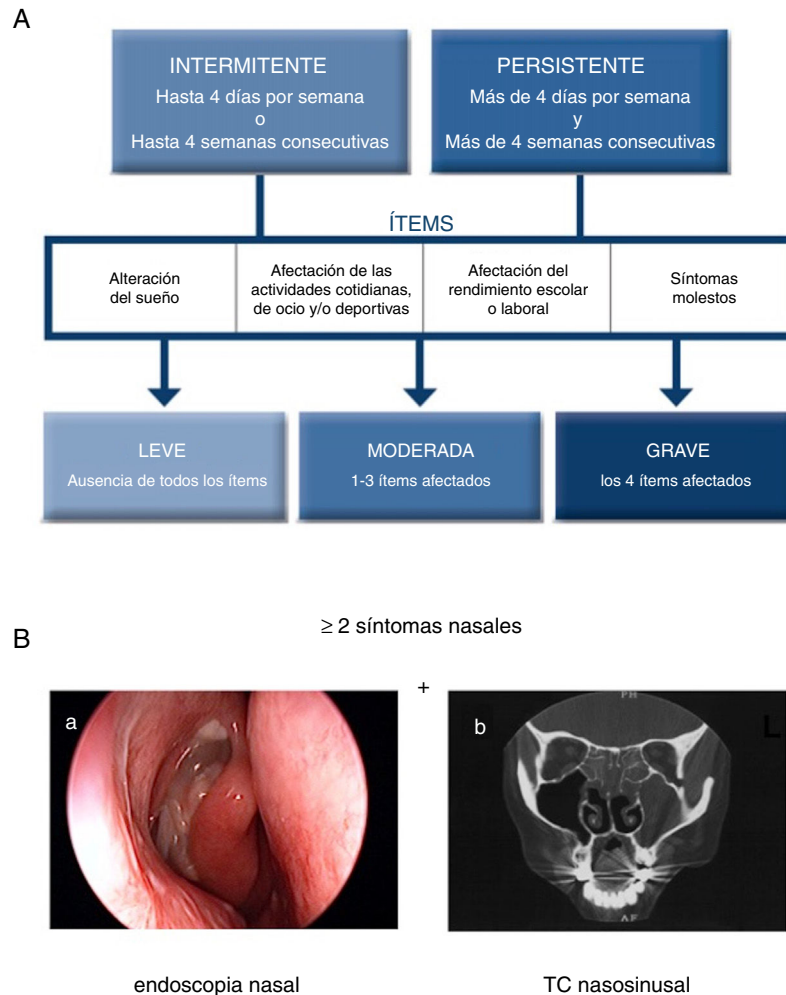 A
INTERMITENTE
Hasta 4 días por semana
o
Hasta 4 semanas consecutivas
PERSISTENTE
Más de 4 días por semana
y
Más de 4 semanas consecutivas
ÍTEMS
Alteración
del sueño
Afectación de las
actividades cotidianas,
de ocio y/o deportivas
Afectación del
rendimiento escolar
o laboral
Síntomas
molestos
LEVE
Ausencia de todos los ítems
MODERADA
1-3 ítems afectados
GRAVE
los 4 ítems afectados
B
≥ 2 síntomas nasales
+
a
b
PH
L
AF
endoscopia nasal
TC nasosinusal